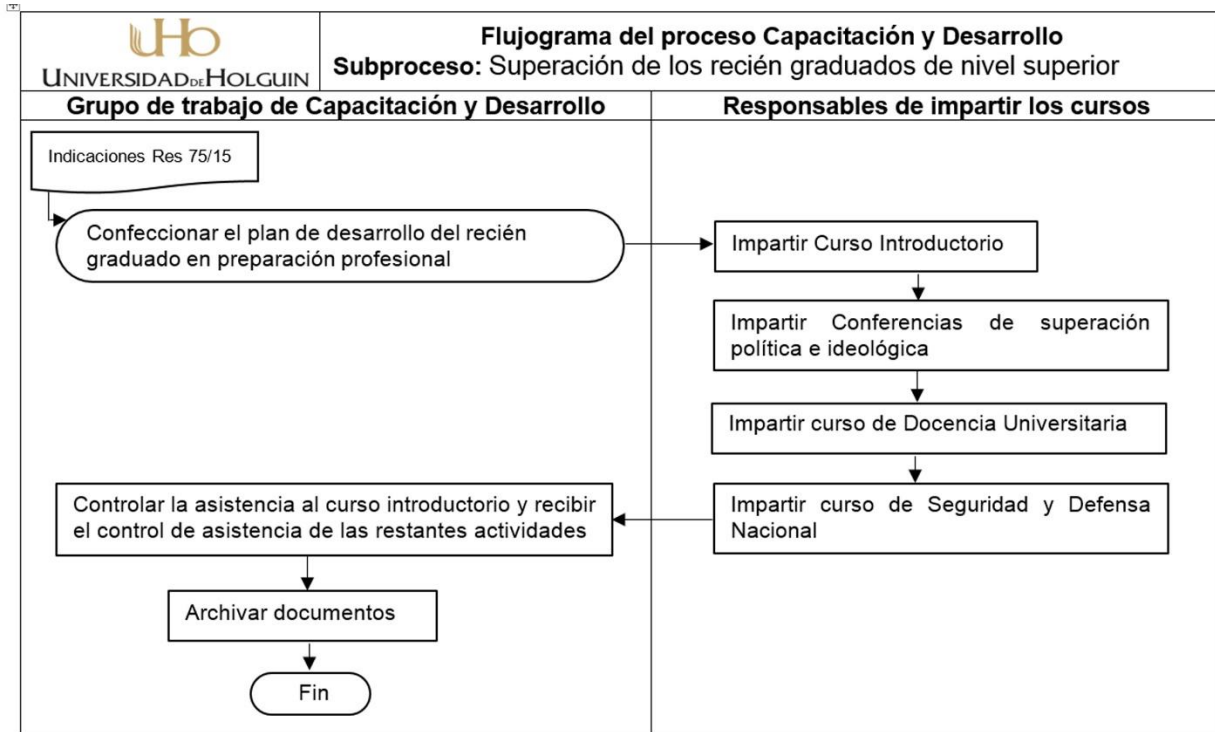 uHo
UNIVERSIDAD DE HOLGUIN
Flujograma del proceso Capacitación y Desarrollo
Subproceso: Superación de los recién graduados de nivel superior
Grupo de trabajo de Capacitación y Desarrollo
Responsables de impartir los cursos
Indicaciones Res 75/15
Confeccionar el plan de desarrollo del recién
graduado en preparación profesional
Impartir Curso Introductorio
Impartir Conferencias de superación
política e ideológica
Impartir curso de Docencia Universitaria
Impartir curso de Seguridad y Defensa
Nacional
Controlar la asistencia al curso introductorio y recibir
el control de asistencia de las restantes actividades
Archivar documentos
Fin